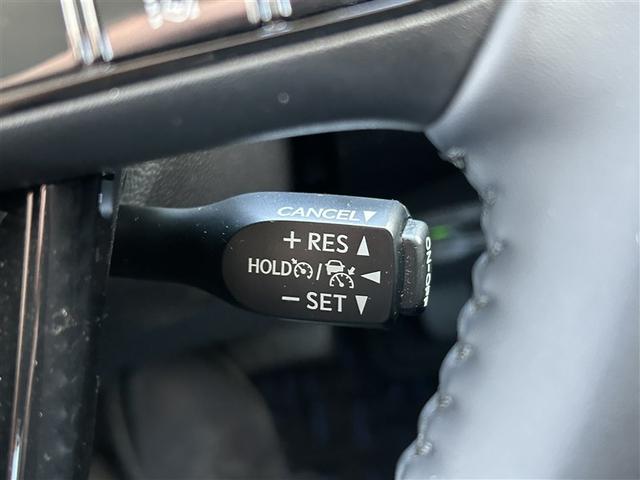 CANCEL▼
+ RES ▲
HOLD / ◀
− SET ▼
ON-OFF